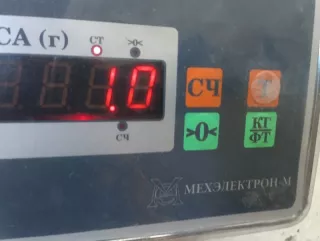 СА (г)
СТ >0<
1.0
СЧ
СЧ
>0<
КГ
ФТ
МЕХЭЛЕКТРОН-М